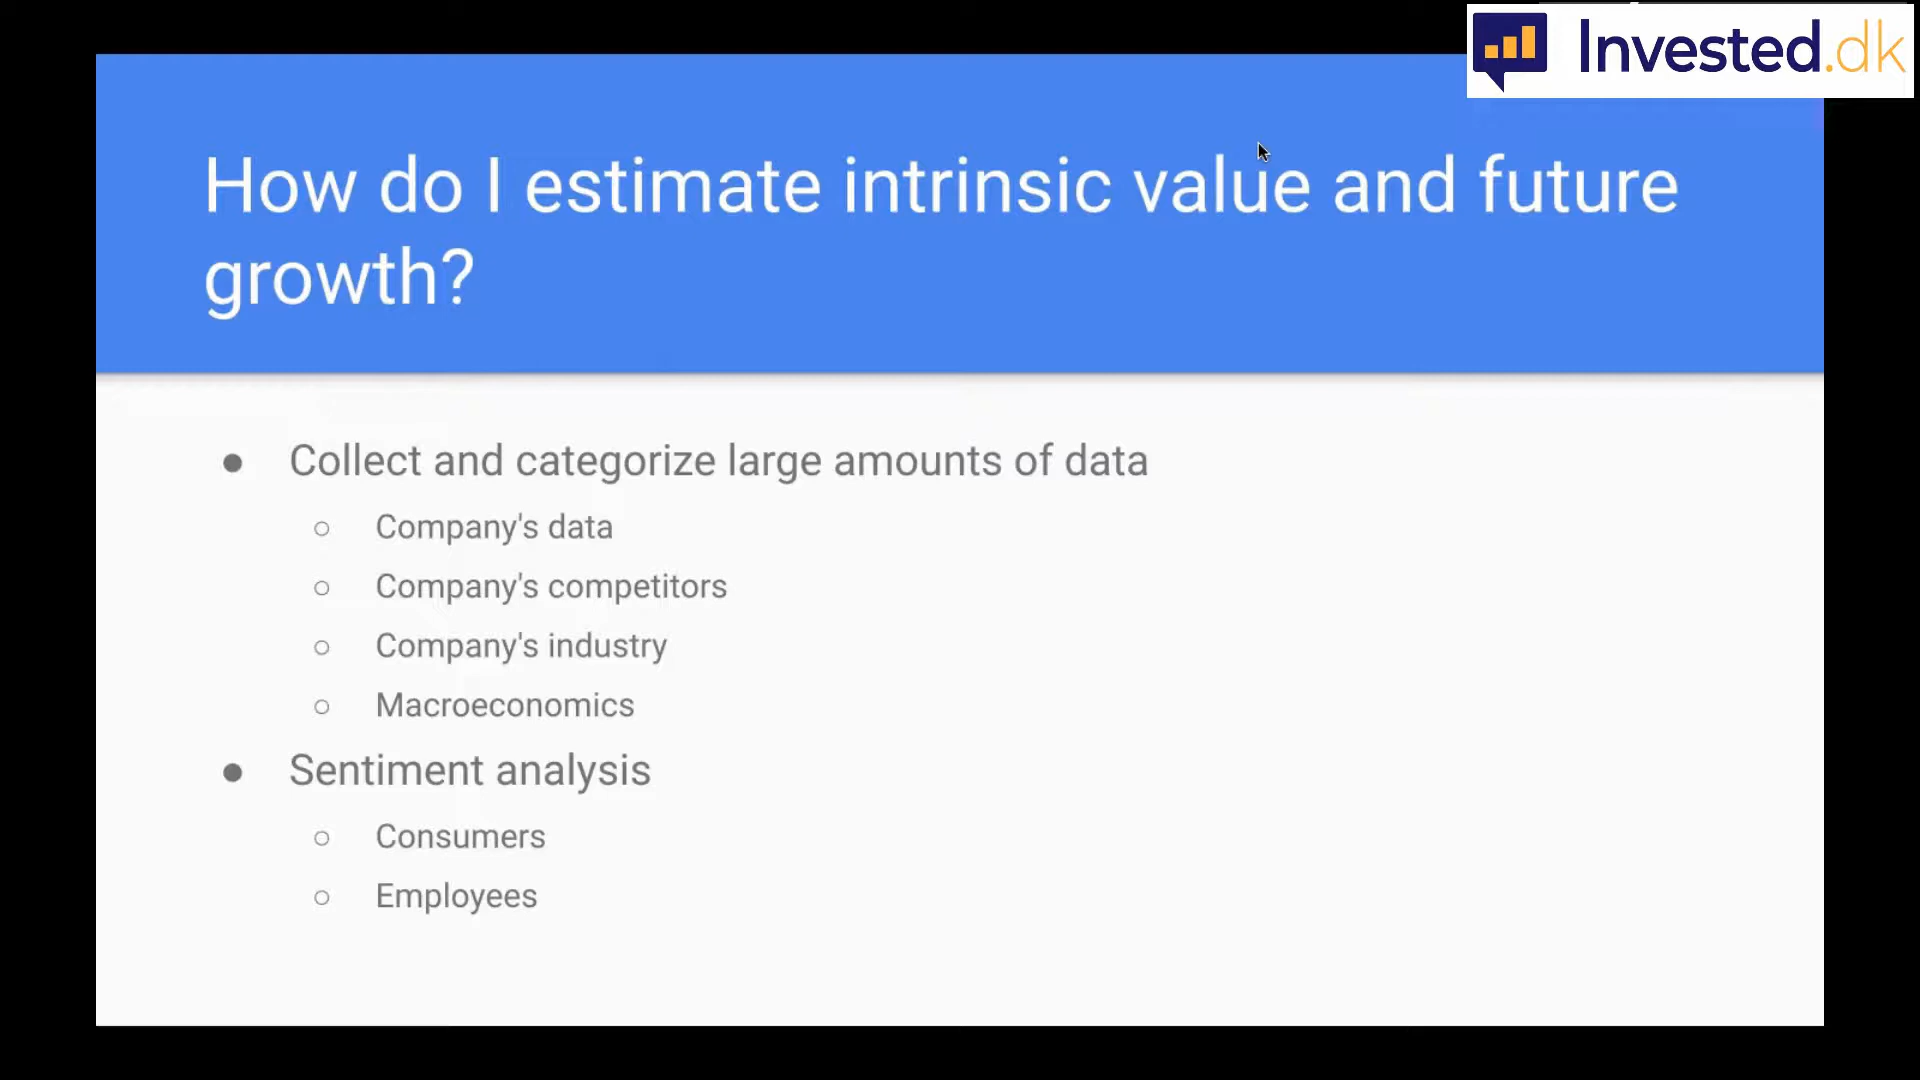 Invested.dk
How do I estimate intrinsic value and future
growth?
● Collect and categorize large amounts of data
○ Company's data
○ Company's competitors
○ Company's industry
○ Macroeconomics
● Sentiment analysis
○ Consumers
○ Employees